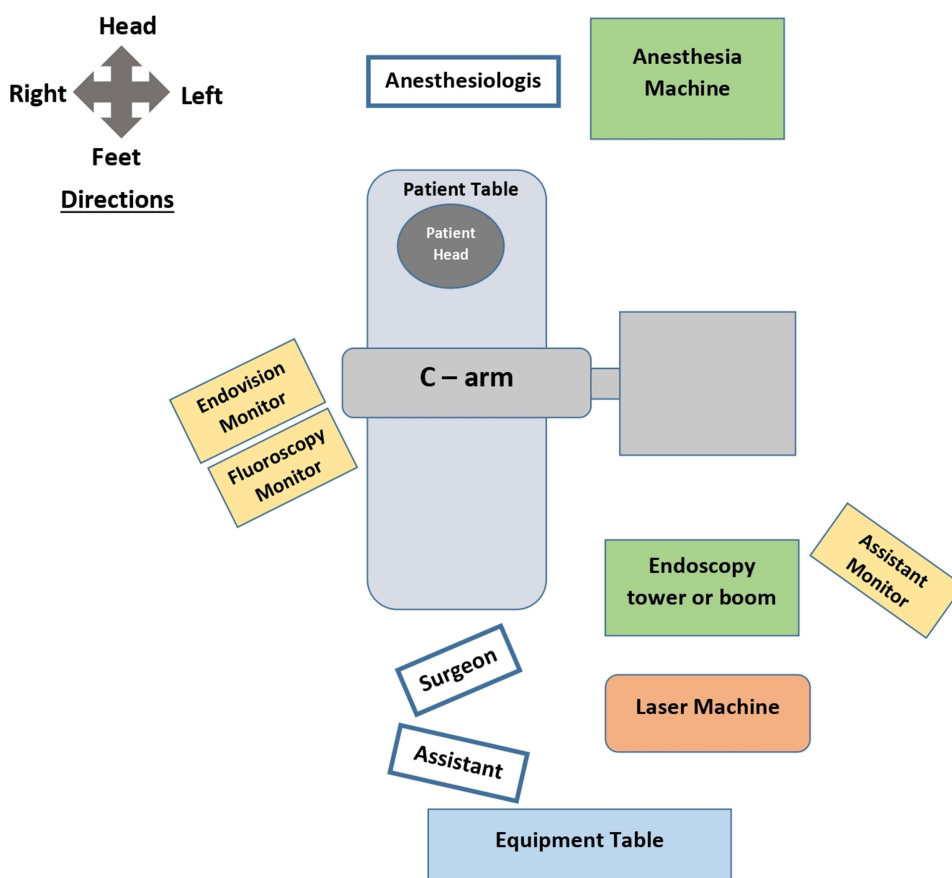 Head
Right
Left
Feet
Directions
Anesthesiologis
Anesthesia
Machine
Patient Table
Patient
Head
C – arm
Endovision
Monitor
Fluoroscopy
Monitor
Endoscopy
tower or boom
Assistant
Monitor
Surgeon
Laser Machine
Assistant
Equipment Table